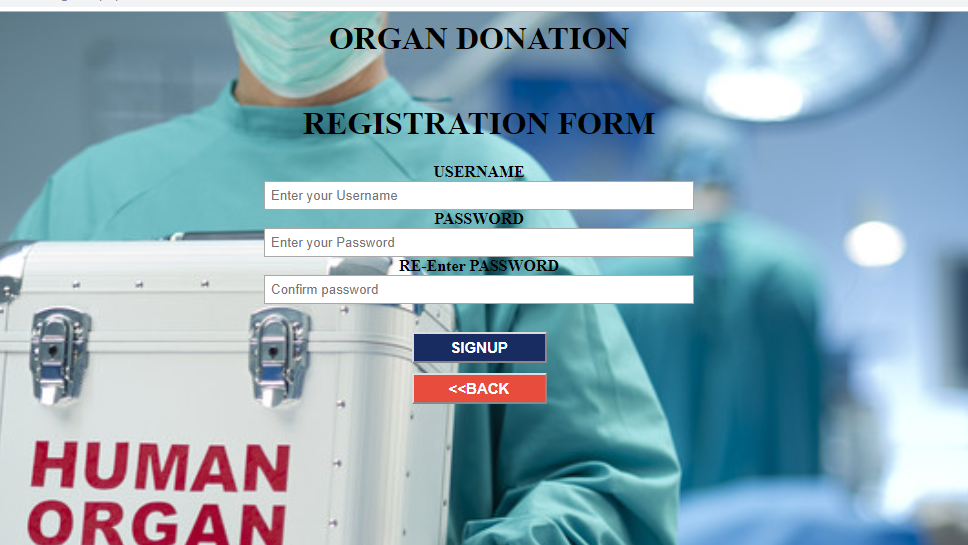 ORGAN DONATION
REGISTRATION FORM
USERNAME
Enter your Username
PASSWORD
Enter your Password
RE-Enter PASSWORD
Confirm password
SIGNUP
<<BACK
HUMAN
ORGAN